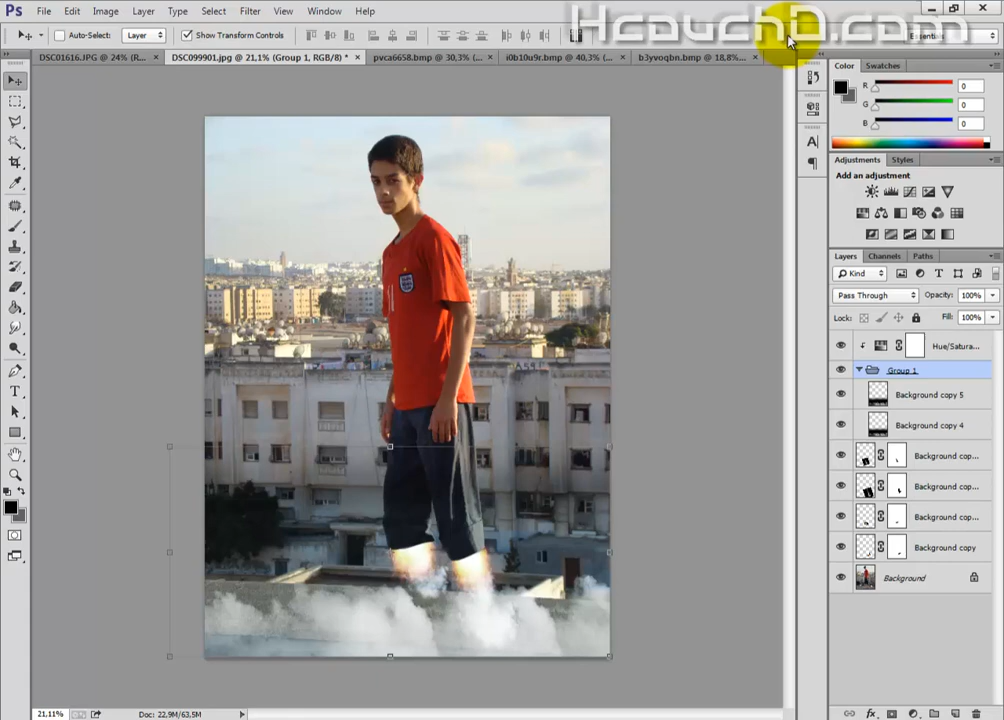 Ps File Edit Image Layer Type Select Filter View Window Help
HcouchD.com
Auto-Select: Layer Show Transform Controls Essentials
DSC01616.JPG @ 24% (R... × DSC099901.jpg @ 21,1% (Group 1, RGB/8) * × pvca6658.bmp @ 30,3% (... × i0b10u9r.bmp @ 40,3% (... × b3yvoqbn.bmp @ 18,8%... ×
Color Swatches
R 0
G 0
B 0
Adjustments Styles
Add an adjustment
Layers Channels Paths
Kind
Pass Through Opacity: 100%
Lock: Fill: 100%
Hue/Satura...
Group 1
Background copy 5
Background copy 4
Background cop...
Background cop...
Background cop...
Background copy
Background
21,11% Doc: 22,9M/63,5M